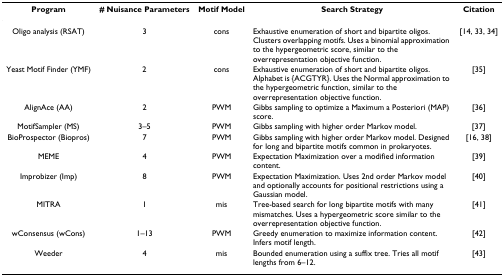 Program # Nuisance Parameters Motif Model Search Strategy Citation
Oligo analysis (RSAT) 3 cons Exhaustive enumeration of short and bipartite oligos. [14, 33, 34]
Clusters overlapping motifs. Uses a binomial approximation
to the hypergeometric score, similar to the
overrepresentation objective function.
Yeast Motif Finder (YMF) 2 cons Exhaustive enumeration of short and bipartite oligos. [35]
Alphabet is {ACGTYR}. Uses the Normal approximation to
the hypergeometric function, similar to the
overrepresentation objective function.
AlignAce (AA) 2 PWM Gibbs sampling to optimize a Maximum a Posteriori (MAP) [36]
score.
MotifSampler (MS) 3–5 PWM Gibbs sampling with higher order Markov model. [37]
BioProspector (Biopros) 7 PWM Gibbs sampling with higher order Markov model. Designed [16, 38]
for long and bipartite motifs common in prokaryotes.
MEME 4 PWM Expectation Maximization over a modified information [39]
content.
Improbizer (Imp) 8 PWM Expectation Maximization. Uses 2nd order Markov model [40]
and optionally accounts for positional restrictions using a
Gaussian model.
MITRA 1 mis Tree-based search for long bipartite motifs with many [41]
mismatches. Uses a hypergeometric score similar to the
overrepresentation objective function.
wConsensus (wCons) 1–13 PWM Greedy enumeration to maximize information content. [42]
Infers motif length.
Weeder 4 mis Bounded enumeration using a suffix tree. Tries all motif [43]
lengths from 6–12.